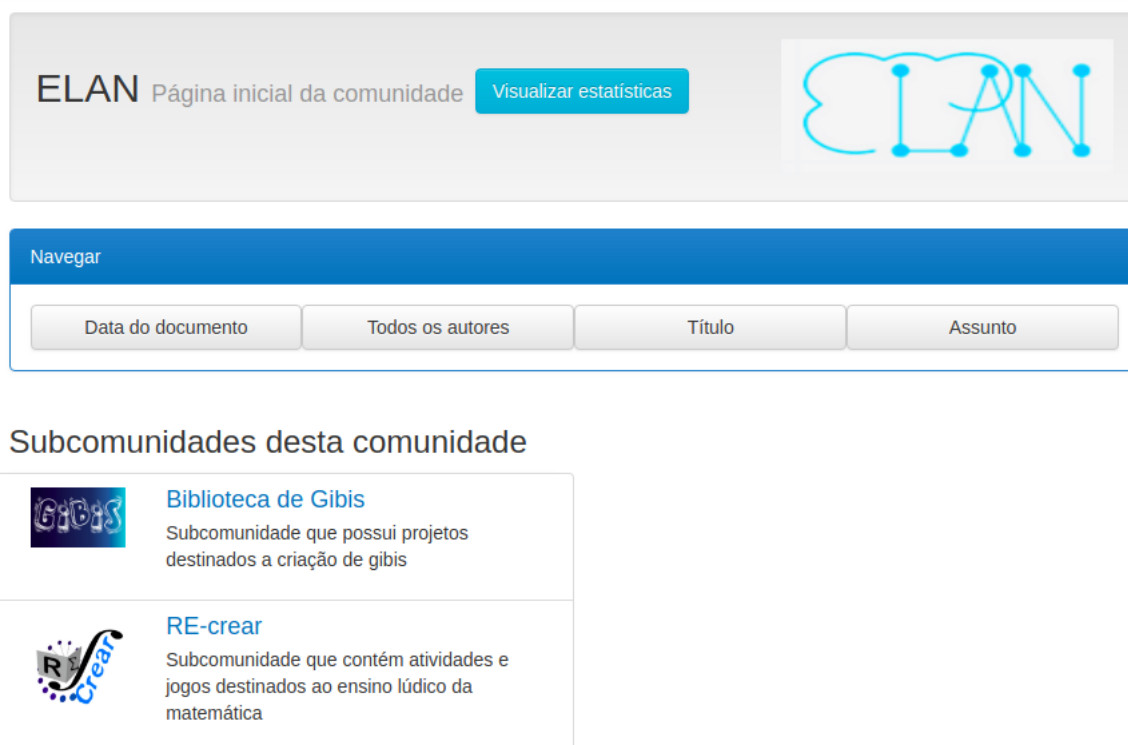 ELAN Página inicial da comunidade Visualizar estatísticas
ELAN
Navegar
Data do documento Todos os autores Título Assunto
Subcomunidades desta comunidade
GiBiS
Biblioteca de Gibis
Subcomunidade que possui projetos
destinados a criação de gibis
RE
Crear
RE-crear
Subcomunidade que contém atividades e
jogos destinados ao ensino lúdico da
matemática